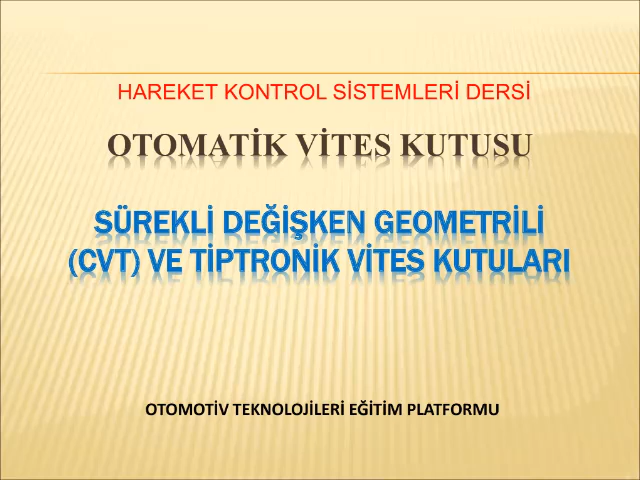 HAREKET KONTROL SİSTEMLERİ DERSİ
OTOMATİK VİTES KUTUSU
SÜREKLİ DEĞİŞKEN GEOMETRİLİ
(CVT) VE TİPTRONİK VİTES KUTULARI
OTOMOTİV TEKNOLOJİLERİ EĞİTİM PLATFORMU